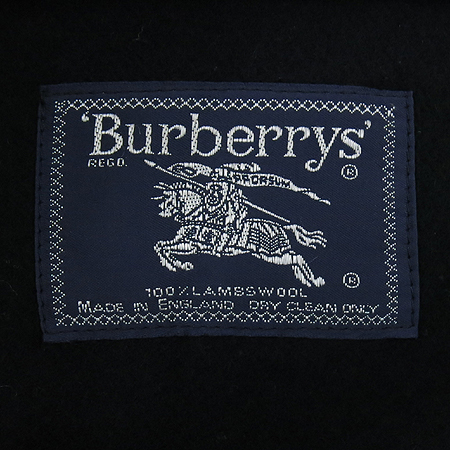 'Burberrys'
REGD.
®
PRORSUM
®
100% LAMBSWOOL
MADE IN ENGLAND DRY CLEAN ONLY